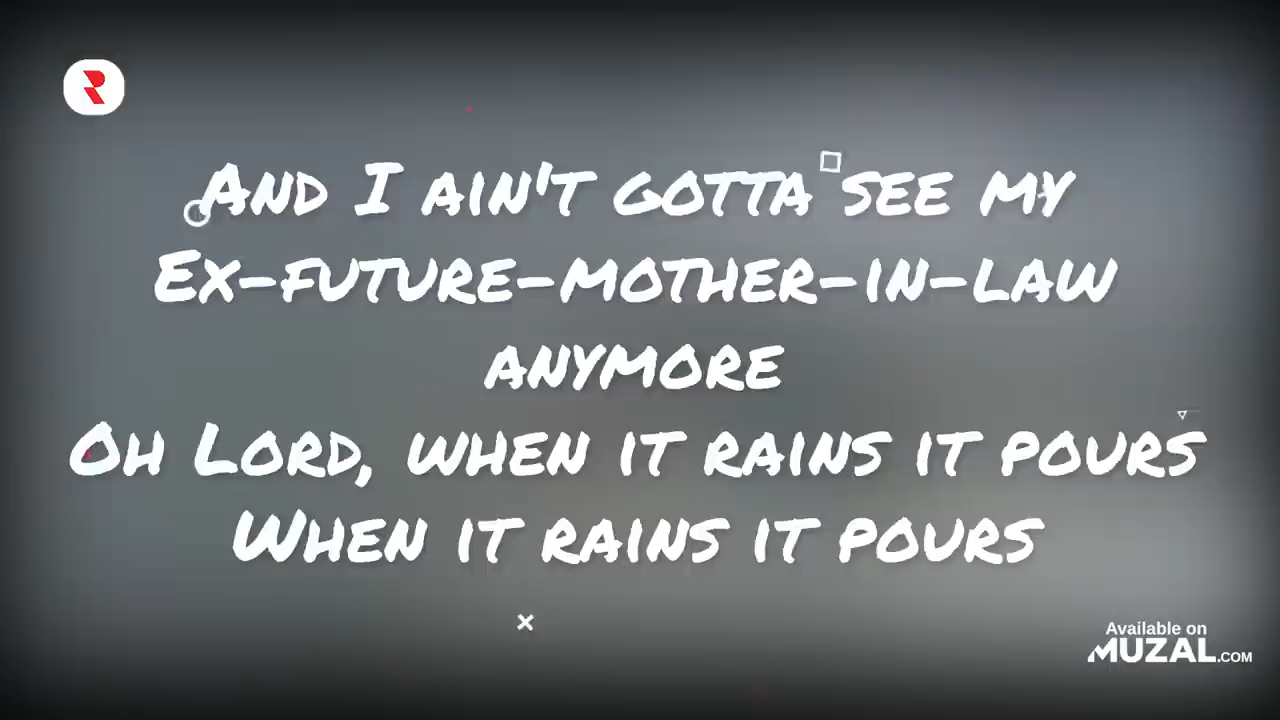 And I ain't gotta see my
Ex-future-mother-in-law
anymore
Oh Lord, when it rains it pours
When it rains it pours
Available on
MUZAL.COM